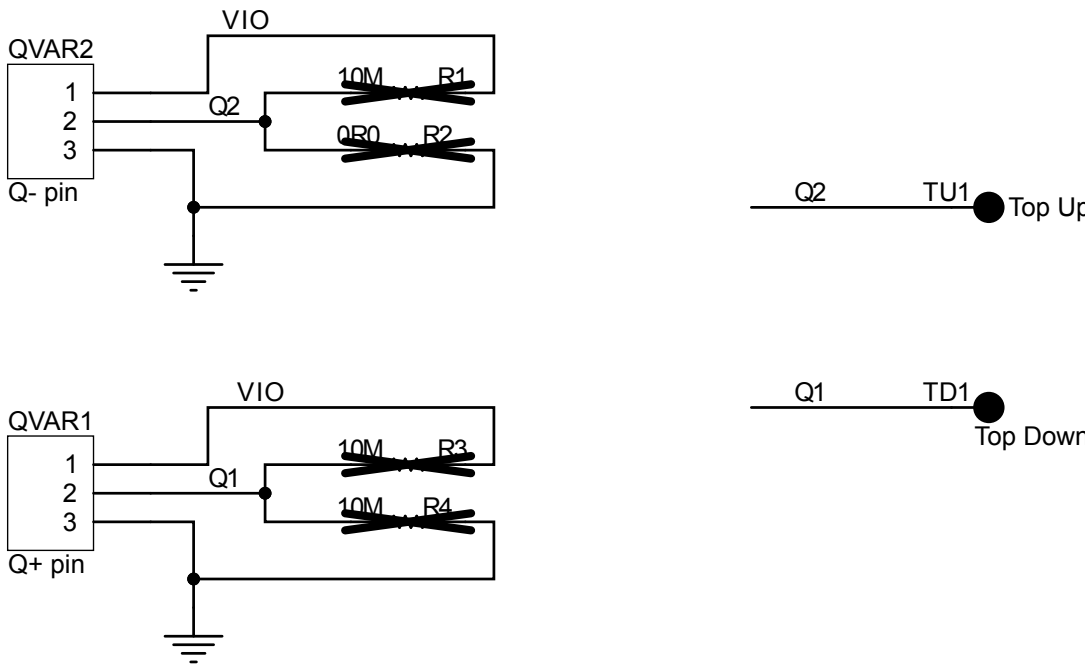 VIO
QVAR2
10M R1
1
Q2
2
0R0 R2
3
Q- pin
Q2 TU1 Top Up
VIO
Q1 TD1
QVAR1
Top Down
10M R3
1
Q1
2
10M R4
3
Q+ pin